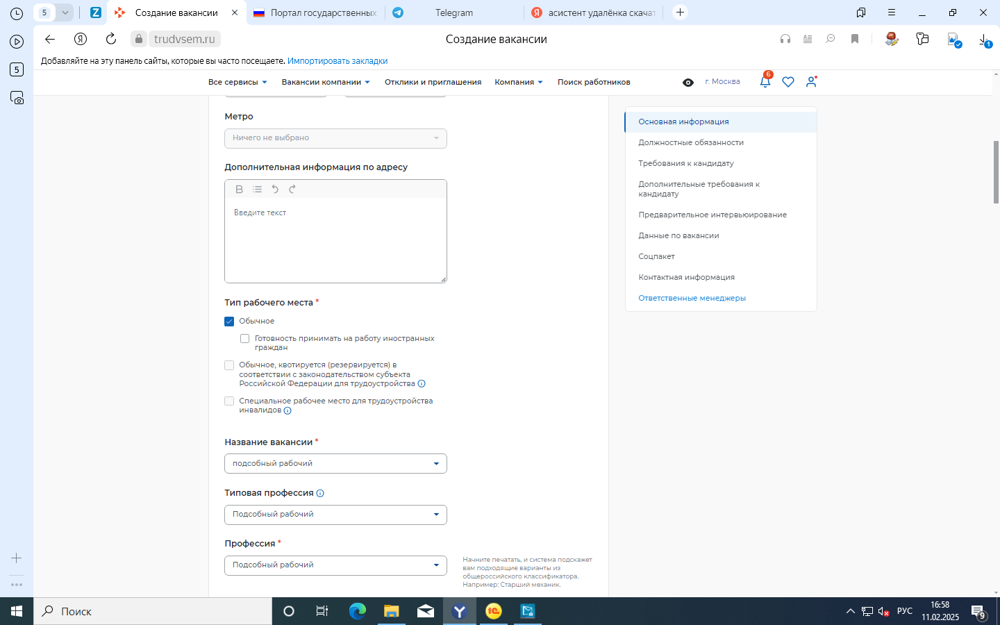 5
Создание вакансии
Портал государственных
Telegram
асистент удалёнка скачат
trudvsem.ru
Создание вакансии
1
5
Добавляйте на эту панель сайты, которые вы часто посещаете. Импортировать закладки
Все сервисы
Вакансии компании
Отклики и приглашения
Компания
Поиск работников
г. Москва
6
Метро
Ничего не выбрано
Дополнительная информация по адресу
B
Введите текст
Тип рабочего места *
Обычное
Готовность принимать на работу иностранных
граждан
Обычное, квотируется (резервируется) в
соответствии с законодательством субъекта
Российской Федерации для трудоустройства
Специальное рабочее место для трудоустройства
инвалидов
Название вакансии *
подсобный рабочий
Типовая профессия
Подсобный рабочий
Профессия *
Подсобный рабочий
Начните печатать, и система подскажет
вам подходящие варианты из
общероссийского классификатора.
Например: Старший механик.
Основная информация
Должностные обязанности
Требования к кандидату
Дополнительные требования к
кандидату
Предварительное интервьюирование
Данные по вакансии
Соцпакет
Контактная информация
Ответственные менеджеры
Поиск
РУС
16:58
11.02.2025
9